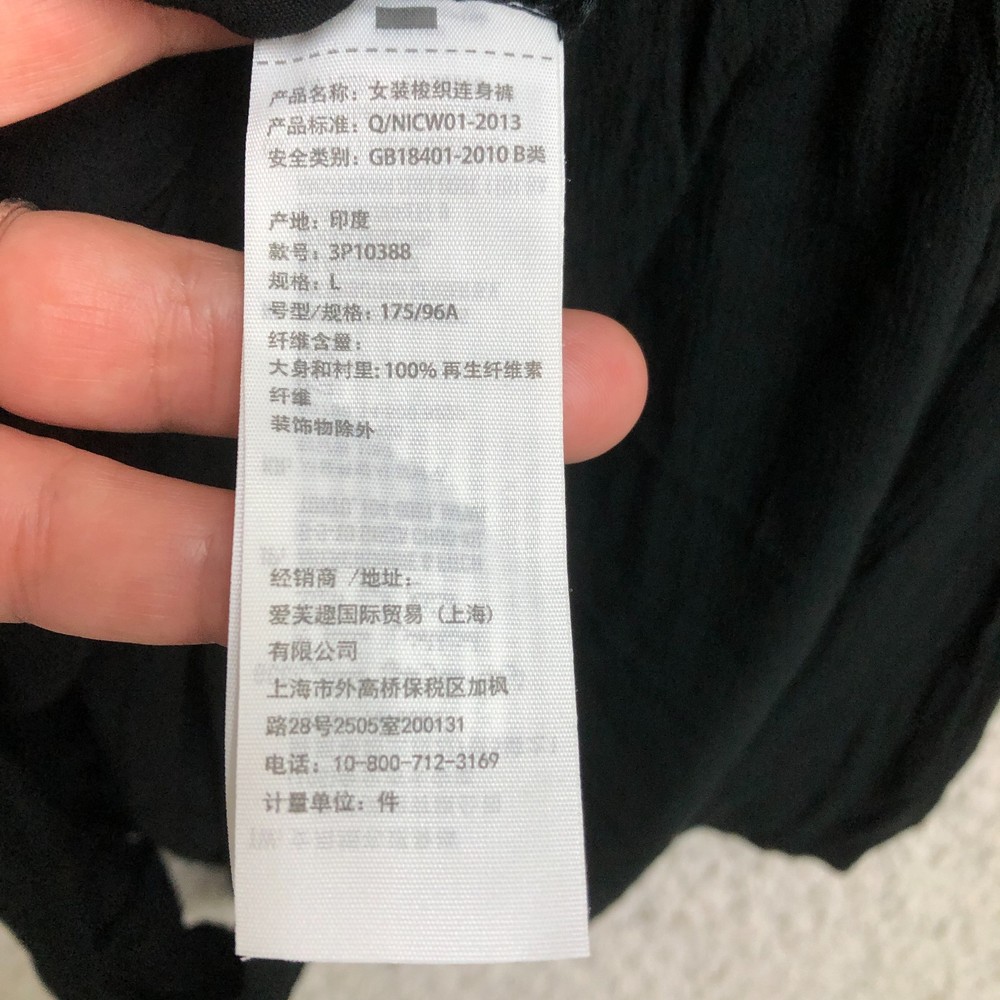 产品名称：女装梭织连身裤
产品标准：Q/NICW01-2013
安全类别：GB18401-2010 B类
产地：印度
款号：3P10388
规格：L
号型/规格：175/96A
纤维含量：
大身和村里：100% 再生纤维素
纤维
装饰物除外
经销商 /地址：
爱芙趣国际贸易（上海）
有限公司
上海市外高桥保税区加枫
路28号2505室200131
电话：10-800-712-3169
计量单位：件